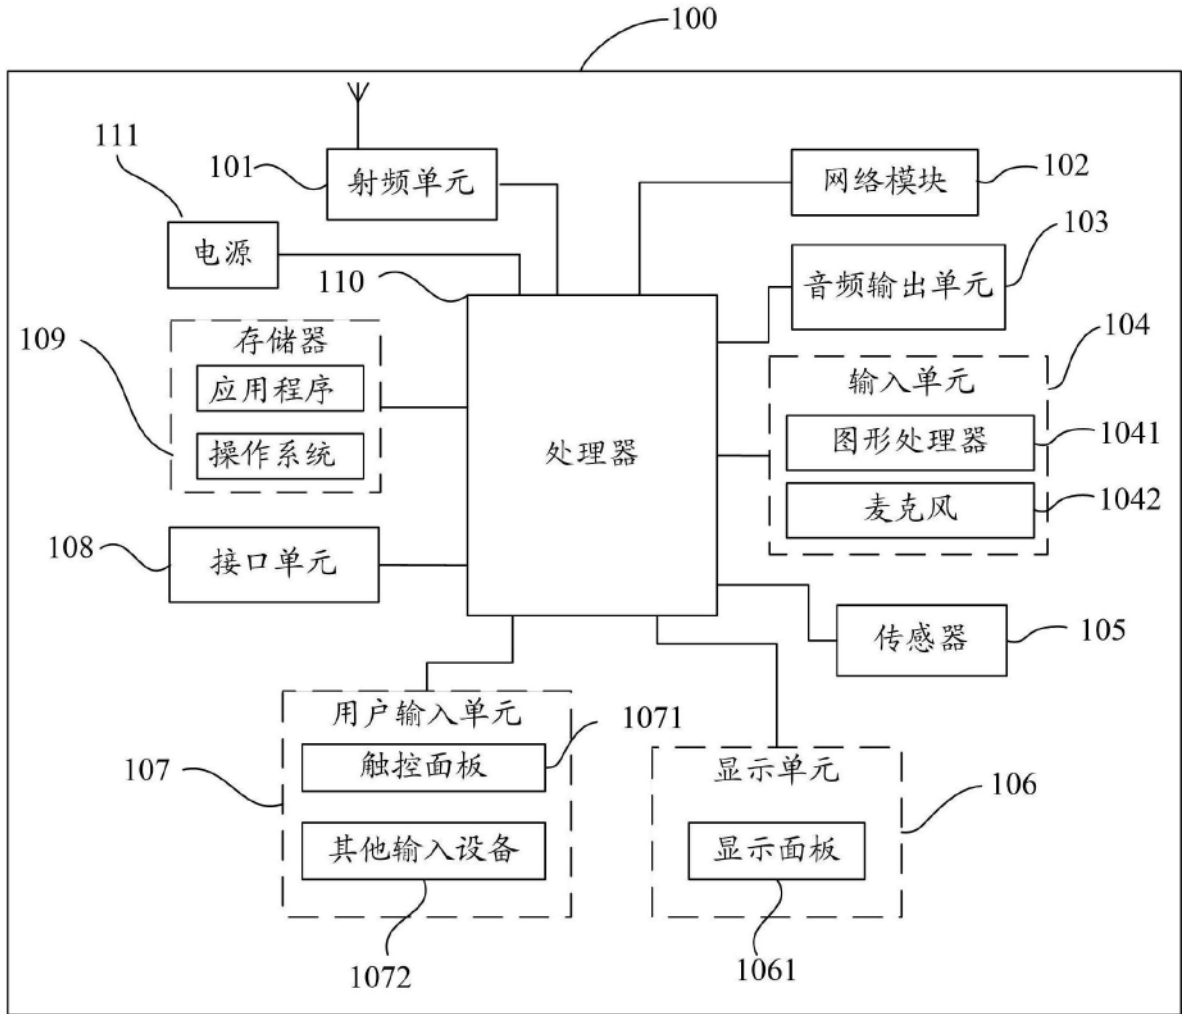 100
111
101
射频单元
网络模块
102
103
电源
110
音频输出单元
104
109
存储器
应用程序
操作系统
处理器
输入单元
图形处理器
1041
麦克风
1042
108
接口单元
传感器
105
用户输入单元
1071
107
触控面板
其他输入设备
1072
显示单元
106
显示面板
1061